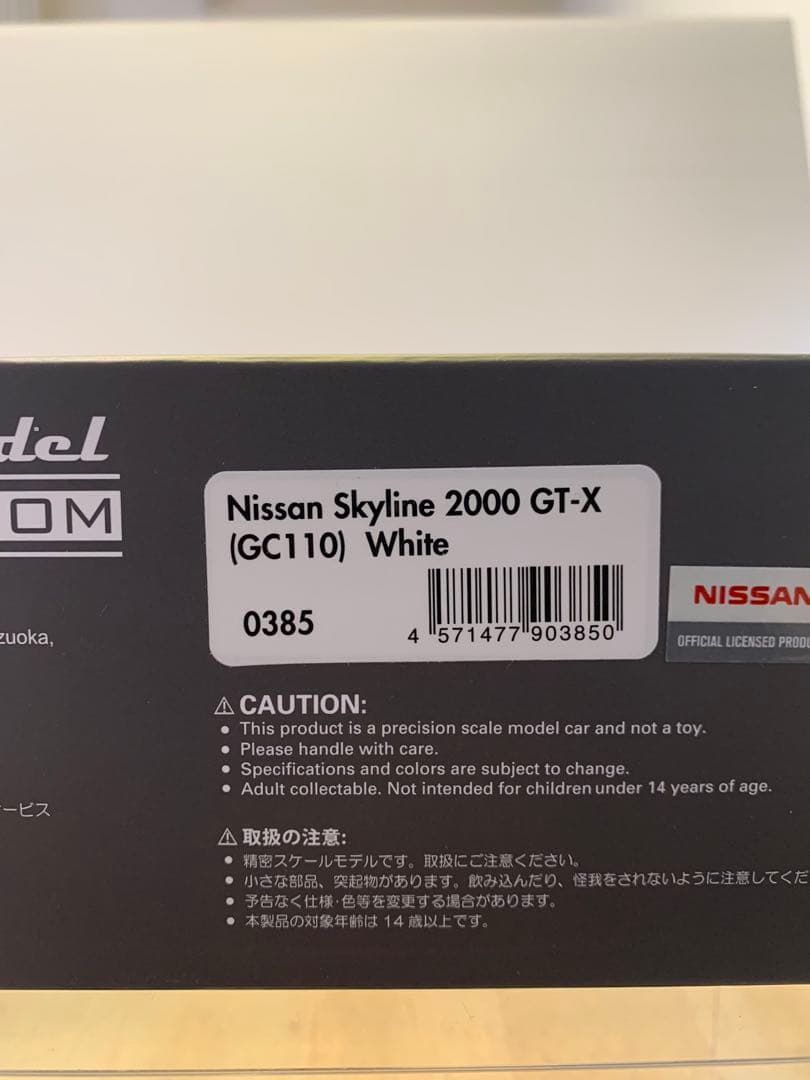 del
OM
Nissan Skyline 2000 GT-X
(GC110) White
0385
4 571477 903850
NISSAN
OFFICIAL LICENSED PRODU
zuoka,
⚠ CAUTION:
• This product is a precision scale model car and not a toy.
• Please handle with care.
• Specifications and colors are subject to change.
• Adult collectable. Not intended for children under 14 years of age.
ービス
⚠ 取扱の注意:
• 精密スケールモデルです。取扱にご注意ください。
• 小さな部品、突起物があります。飲み込んだり、怪我をされないように注意してくだ
• 予告なく仕様・色等を変更する場合があります。
• 本製品の対象年齢は 14 歳以上です。